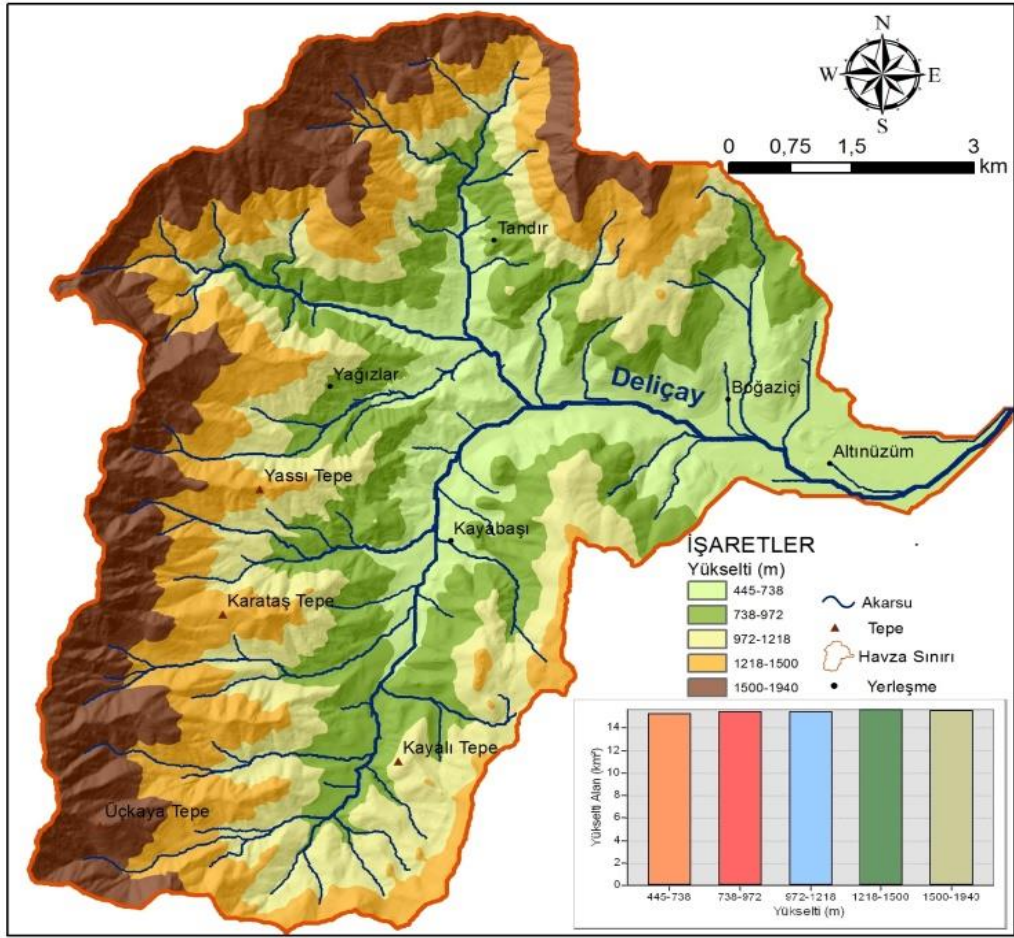 N
W E
S
0 0,75 1,5 3
km
Tandır
Yağızlar
Deliçay
Boğaziçi
Altınüzüm
Yassı Tepe
Kayabaşı
Karataş Tepe
Kayalı Tepe
Üçkaya Tepe
İŞARETLER
Yükselti (m)
445-738
738-972
972-1218
1218-1500
1500-1940
Akarsu
Tepe
Havza Sınırı
Yerleşme
Yükselti Alan (km²)
14
12
10
8
6
4
2
0
445-738 738-972 972-1218 1218-1500 1500-1940
Yükselti (m)